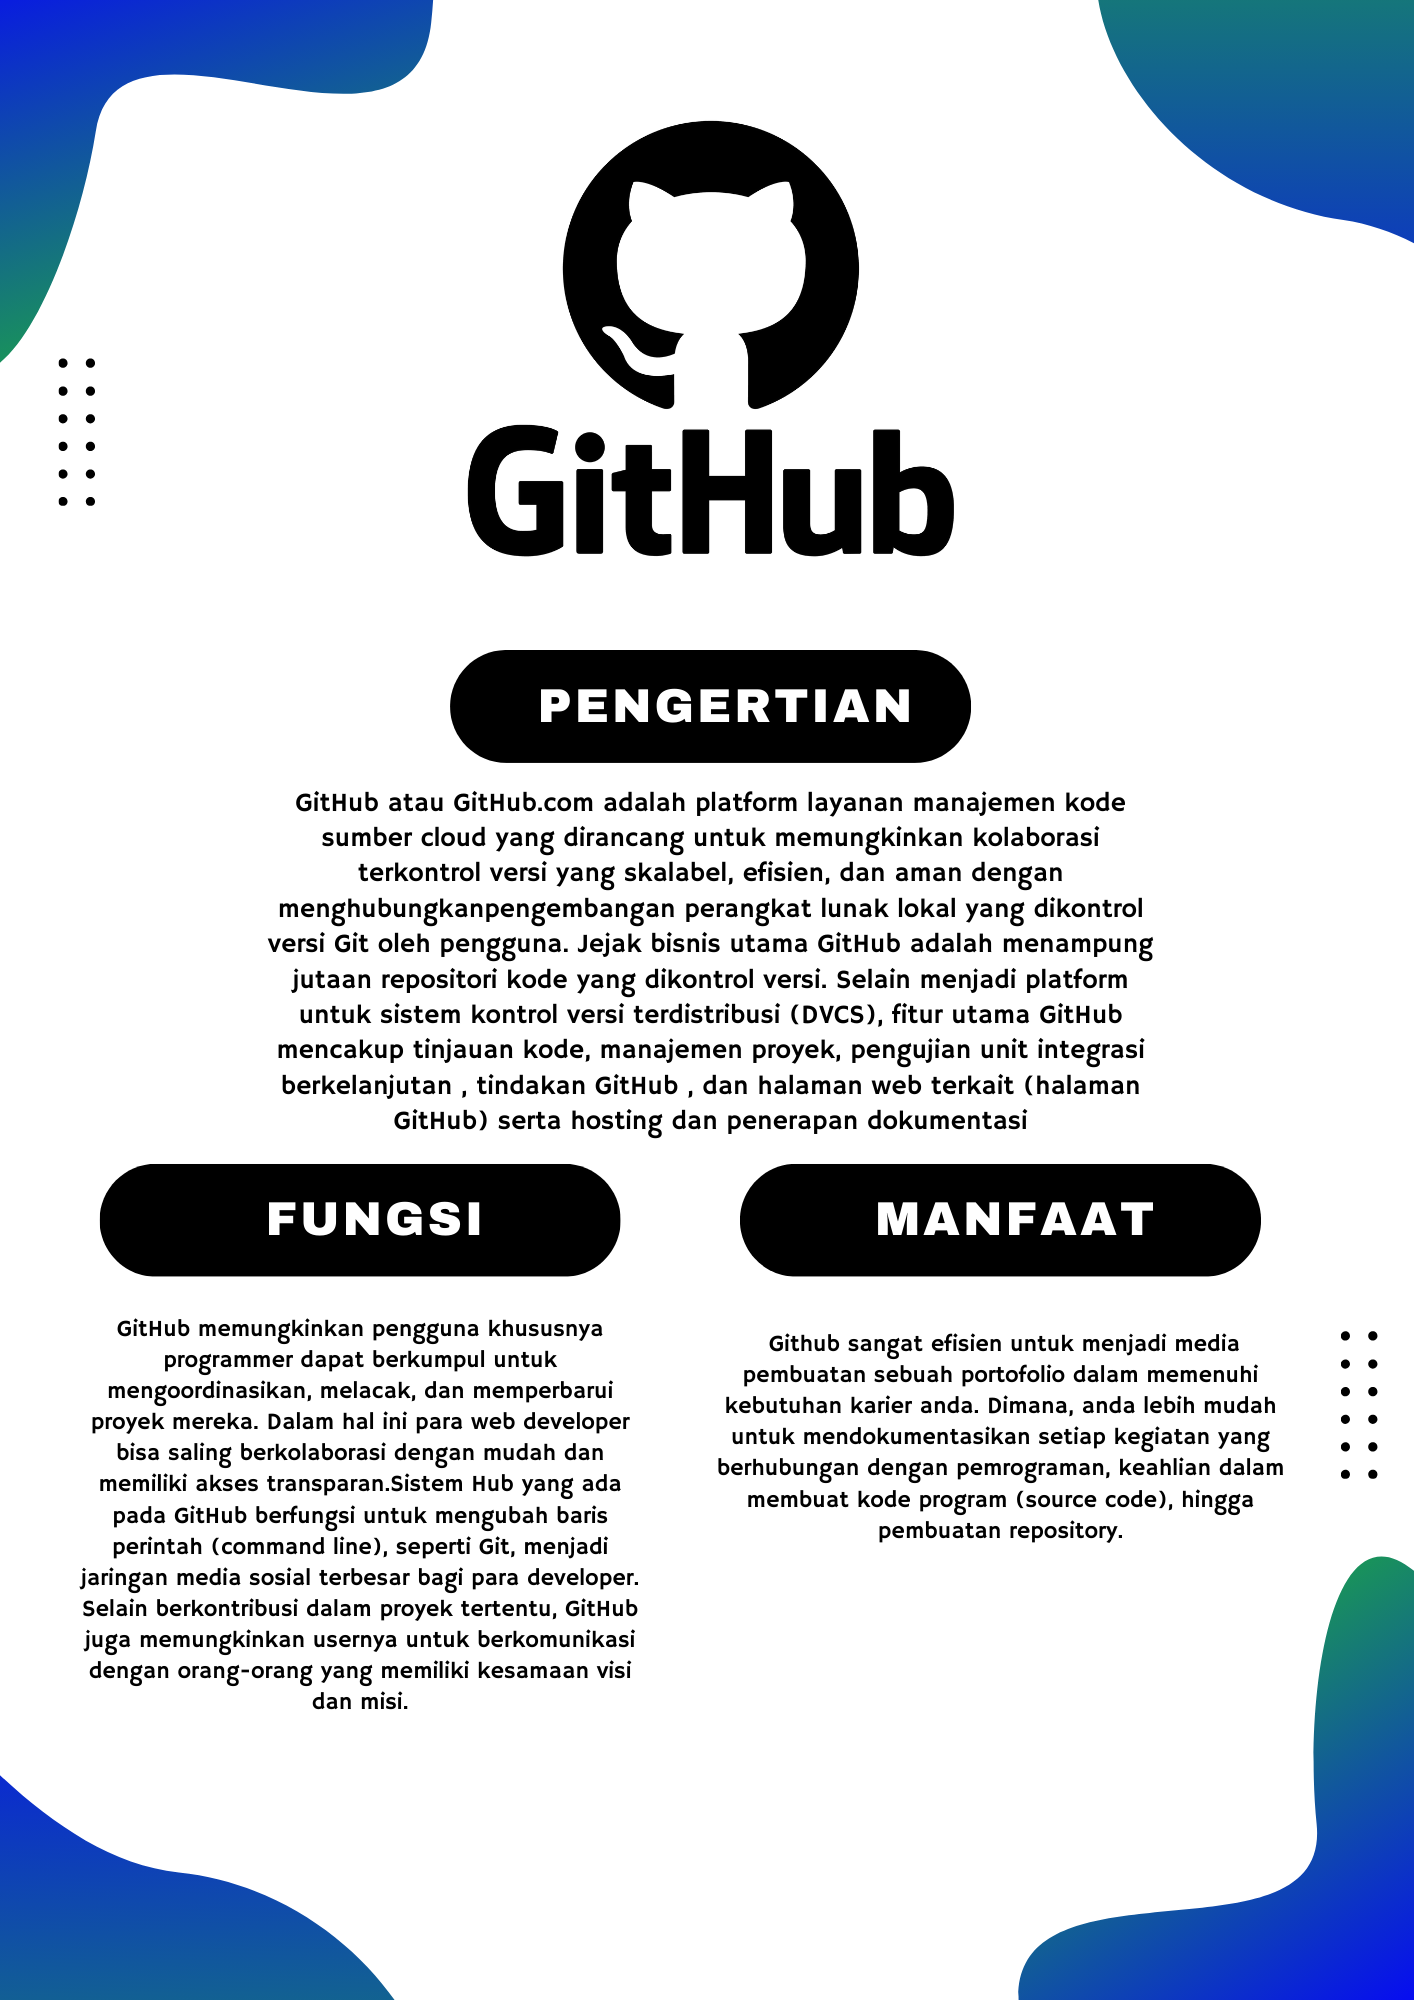 GitHub
PENGERTIAN
GitHub atau GitHub.com adalah platform layanan manajemen kode
sumber cloud yang dirancang untuk memungkinkan kolaborasi
terkontrol versi yang skalabel, efisien, dan aman dengan
menghubungkanpengembangan perangkat lunak lokal yang dikontrol
versi Git oleh pengguna. Jejak bisnis utama GitHub adalah menampung
jutaan repositori kode yang dikontrol versi. Selain menjadi platform
untuk sistem kontrol versi terdistribusi (DVCS), fitur utama GitHub
mencakup tinjauan kode, manajemen proyek, pengujian unit integrasi
berkelanjutan , tindakan GitHub , dan halaman web terkait (halaman
GitHub) serta hosting dan penerapan dokumentasi
FUNGSI
GitHub memungkinkan pengguna khususnya
programmer dapat berkumpul untuk
mengoordinasikan, melacak, dan memperbarui
proyek mereka. Dalam hal ini para web developer
bisa saling berkolaborasi dengan mudah dan
memiliki akses transparan.Sistem Hub yang ada
pada GitHub berfungsi untuk mengubah baris
perintah (command line), seperti Git, menjadi
jaringan media sosial terbesar bagi para developer.
Selain berkontribusi dalam proyek tertentu, GitHub
juga memungkinkan usernya untuk berkomunikasi
dengan orang-orang yang memiliki kesamaan visi
dan misi.
MANFAAT
Github sangat efisien untuk menjadi media
pembuatan sebuah portofolio dalam memenuhi
kebutuhan karier anda. Dimana, anda lebih mudah
untuk mendokumentasikan setiap kegiatan yang
berhubungan dengan pemrograman, keahlian dalam
membuat kode program (source code), hingga
pembuatan repository.